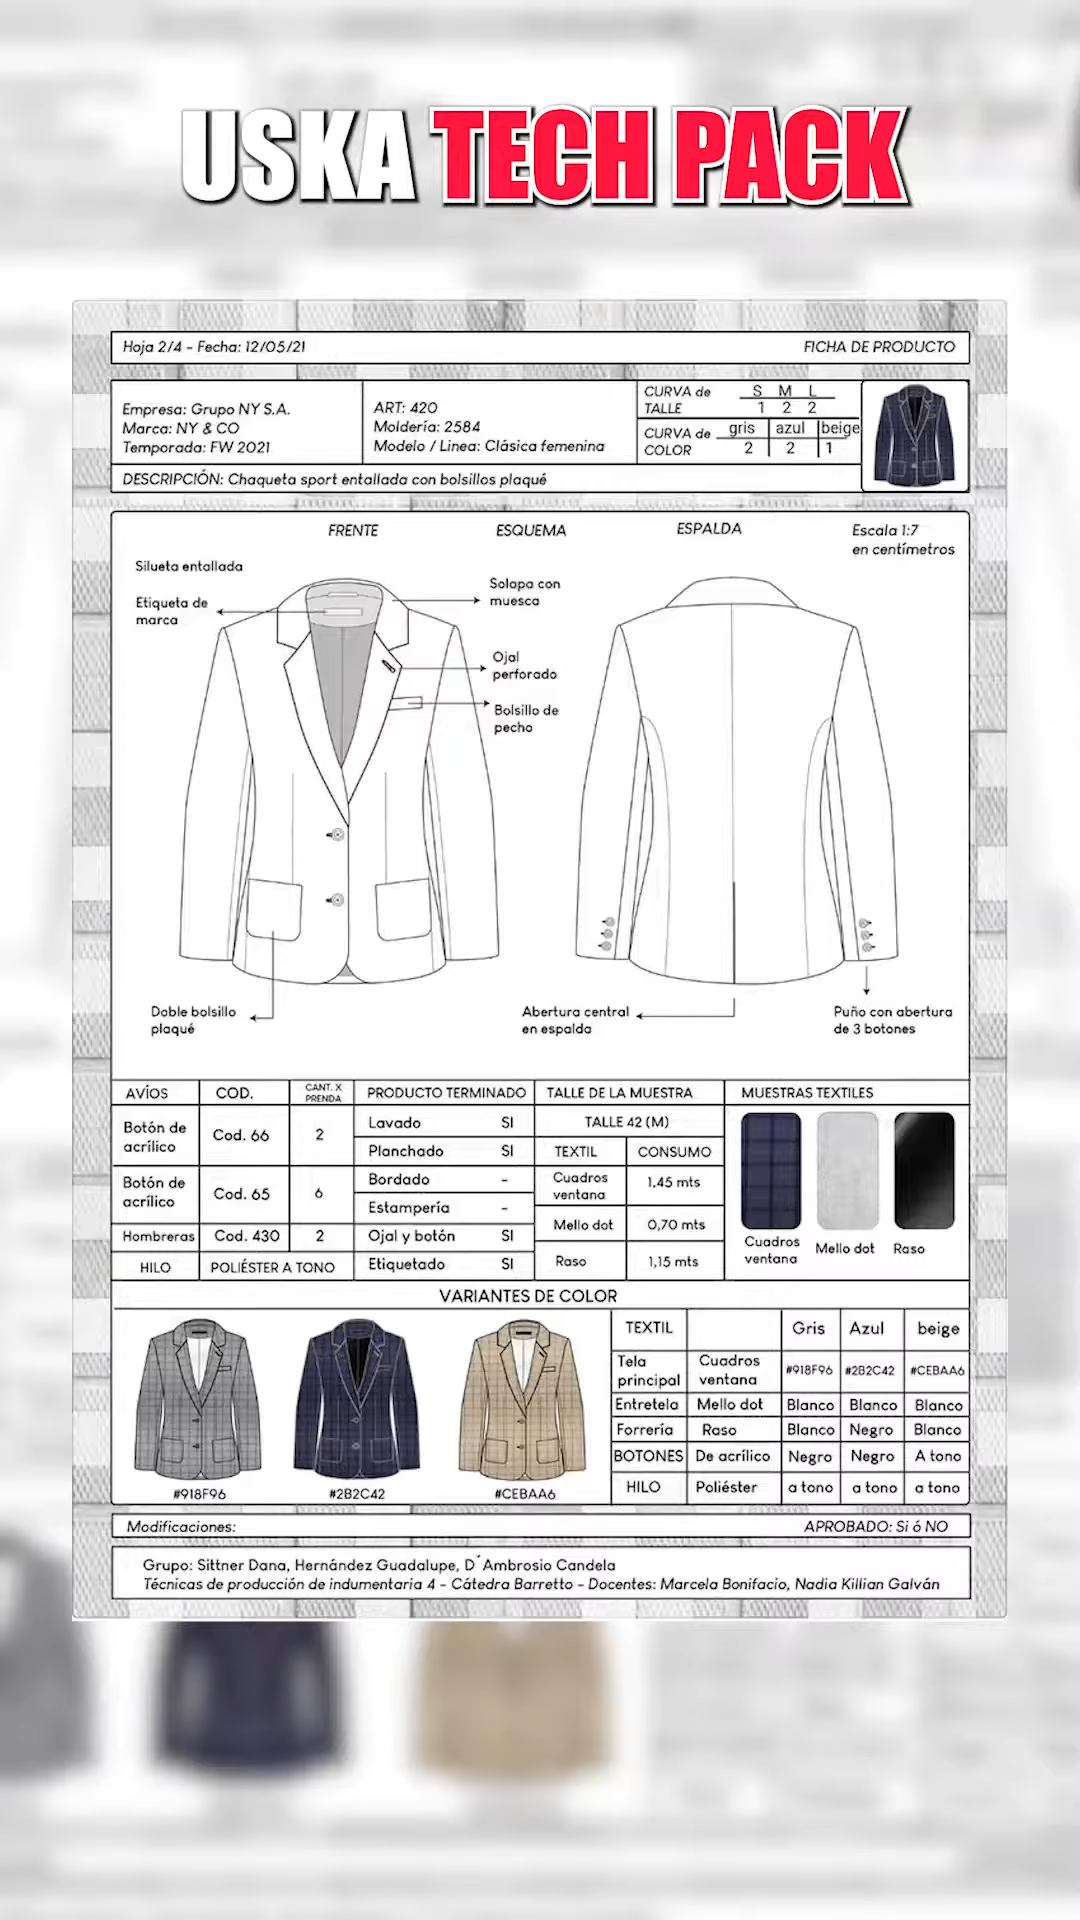 USKA TECH PACK
Hoja 2/4 - Fecha: 12/05/21
FICHA DE PRODUCTO
Empresa: Grupo NY S.A.
Marca: NY & CO
Temporada: FW 2021
ART: 420
Moldería: 2584
Modelo / Linea: Clásica femenina
CURVA de TALLE
S M L
1 2 2
CURVA de COLOR
gris azul beige
2 2 1
DESCRIPCIÓN: Chaqueta sport entallada con bolsillos plaqué
FRENTE
ESQUEMA
ESPALDA
Escala 1:7
en centímetros
Silueta entallada
Etiqueta de
marca
Solapa con
muesca
Ojal
perforado
Bolsillo de
pecho
Doble bolsillo
plaqué
Abertura central
en espalda
Puño con abertura
de 3 botones
AVÍOS COD. CANT. X PRENDA
Botón de acrílico Cod. 66 2
Botón de acrílico Cod. 65 6
Hombreras Cod. 430 2
HILO POLIÉSTER A TONO
PRODUCTO TERMINADO
Lavado SI
Planchado SI
Bordado -
Estampería -
Ojal y botón SI
Etiquetado SI
TALLE DE LA MUESTRA
TALLE 42 (M)
TEXTIL CONSUMO
Cuadros ventana 1,45 mts
Mello dot 0,70 mts
Raso 1,15 mts
MUESTRAS TEXTILES
Cuadros
ventana
Mello dot
Raso
VARIANTES DE COLOR
#918F96
#2B2C42
#CEBAA6
TEXTIL Gris Azul beige
Tela principal Cuadros ventana #918F96 #2B2C42 #CEBAA6
Entretela Mello dot Blanco Blanco Blanco
Forrería Raso Blanco Negro Blanco
BOTONES De acrílico Negro Negro A tono
HILO Poliéster a tono a tono a tono
Modificaciones:
APROBADO: Si ó NO
Grupo: Sittner Dana, Hernández Guadalupe, D´Ambrosio Candela
Técnicas de producción de indumentaria 4 - Cátedra Barretto - Docentes: Marcela Bonifacio, Nadia Killian Galván